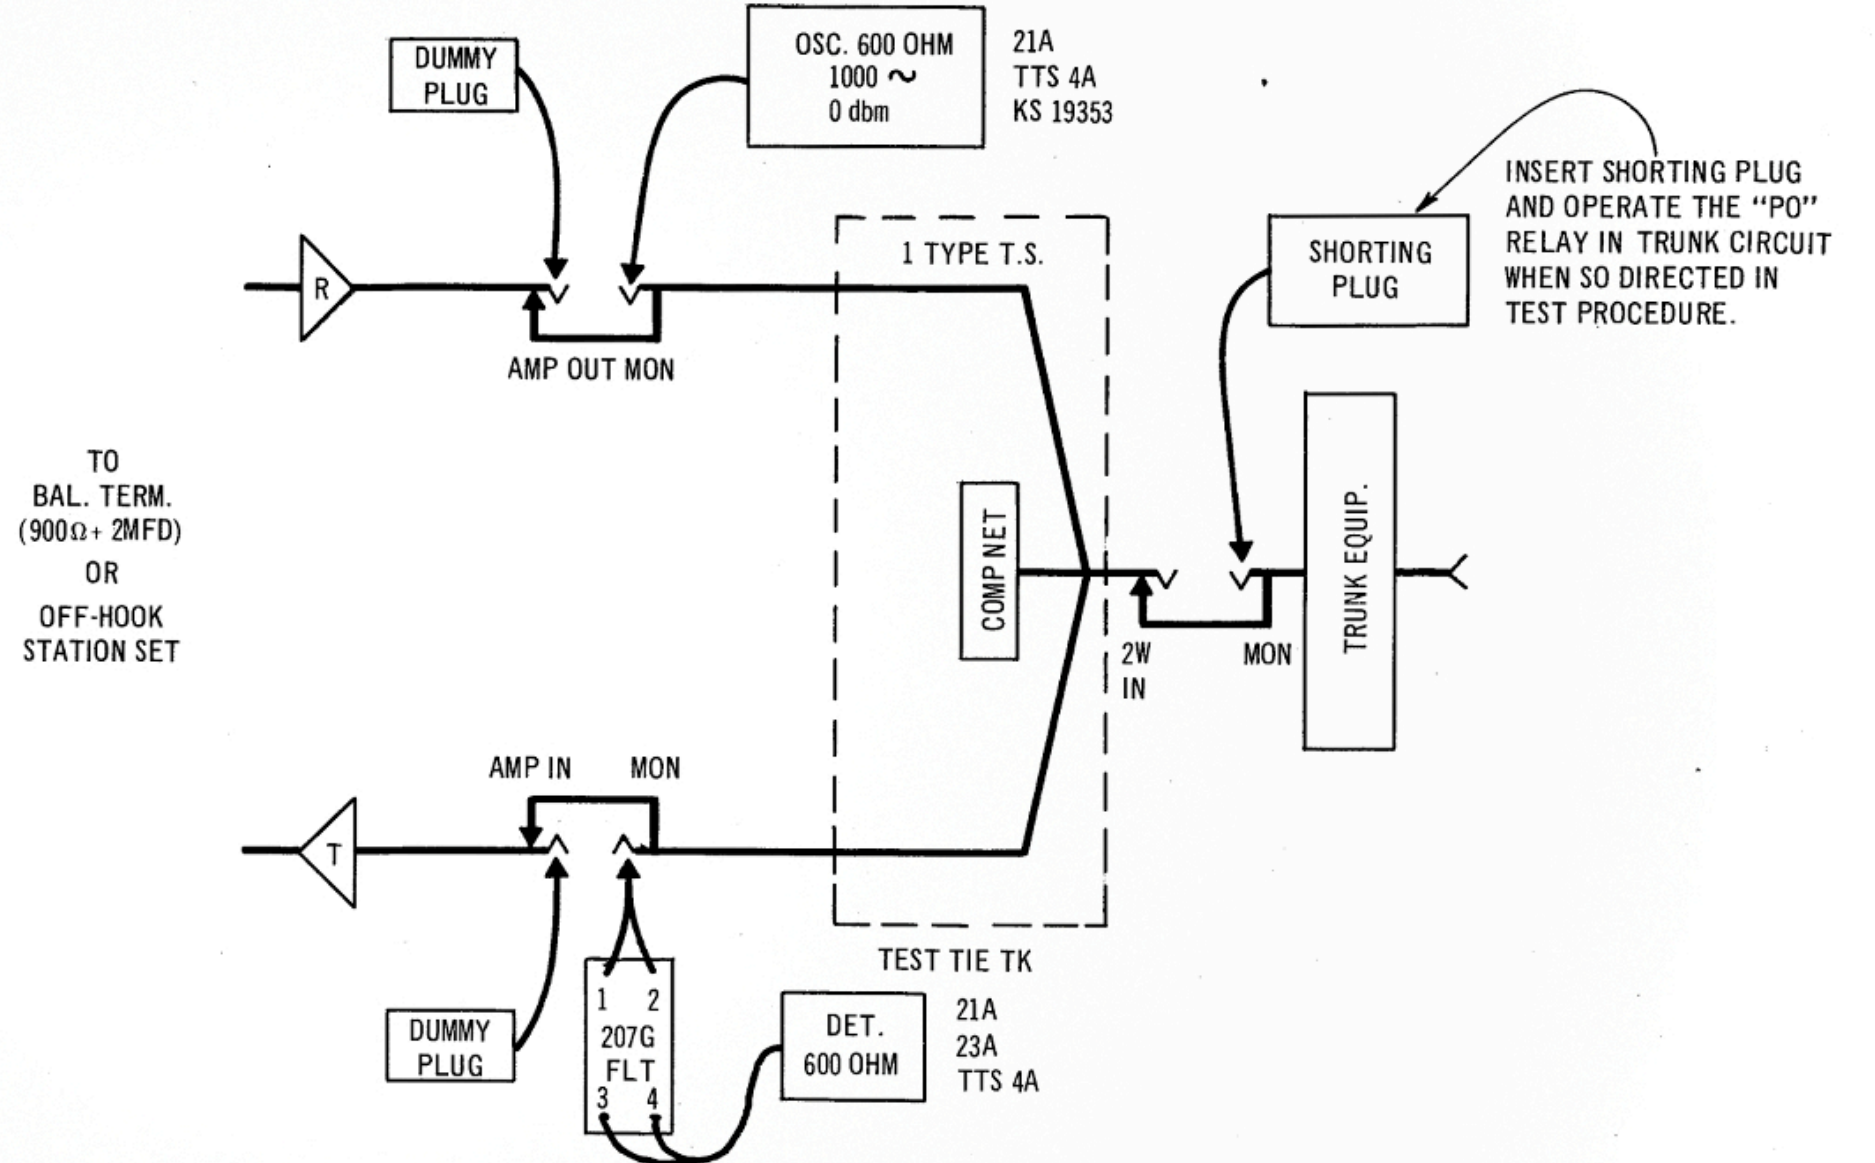 DUMMY
PLUG
OSC. 600 OHM
1000 ~
0 dbm
21A
TTS 4A
KS 19353
INSERT SHORTING PLUG
AND OPERATE THE "PO"
RELAY IN TRUNK CIRCUIT
WHEN SO DIRECTED IN
TEST PROCEDURE.
SHORTING
PLUG
1 TYPE T.S.
R
AMP OUT MON
TO
BAL. TERM.
(900Ω+ 2MFD)
OR
OFF-HOOK
STATION SET
COMP NET
TRUNK EQUIP.
2W
IN
MON
AMP IN MON
T
TEST TIE TK
DUMMY
PLUG
1 2
207G
FLT
3 4
DET.
600 OHM
21A
23A
TTS 4A